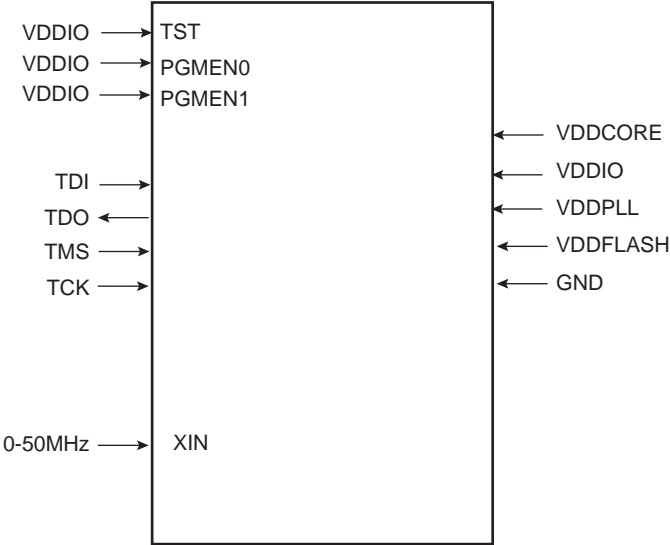 VDDIO TST
VDDIO PGMEN0
VDDIO PGMEN1
VDDCORE
VDDIO
TDI
VDDPLL
TDO
VDDFLASH
TMS
GND
TCK
0-50MHz XIN